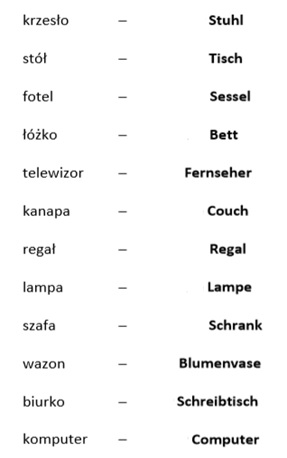 krzesło – Stuhl
stół – Tisch
fotel – Sessel
łóżko – Bett
telewizor – Fernseher
kanapa – Couch
regał – Regal
lampa – Lampe
szafa – Schrank
wazon – Blumenvase
biurko – Schreibtisch
komputer – Computer